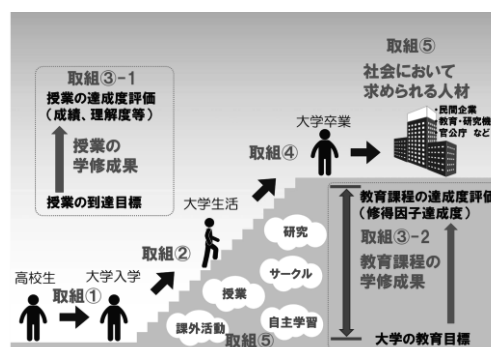 取組⑤
社会において
求められる人材
・民間企業
・教育・研究機
官公庁 など
取組③-1
授業の達成度評価
(成績、理解度等)
授業の
学修成果
授業の到達目標
大学卒業
取組④
大学生活
取組②
高校生
取組①
大学入学
研究
サークル
授業
自主学習
課外活動
取組⑤
教育課程の達成度評価
(修得因子達成度)
取組③-2
教育課程の
学修成果
大学の教育目標